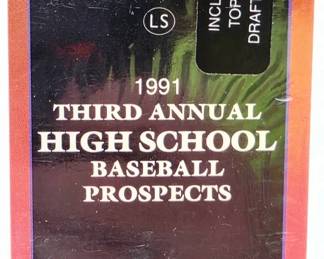 LS
INCL
TOP
DRAFT
1991
THIRD ANNUAL
HIGH SCHOOL
BASEBALL
PROSPECTS